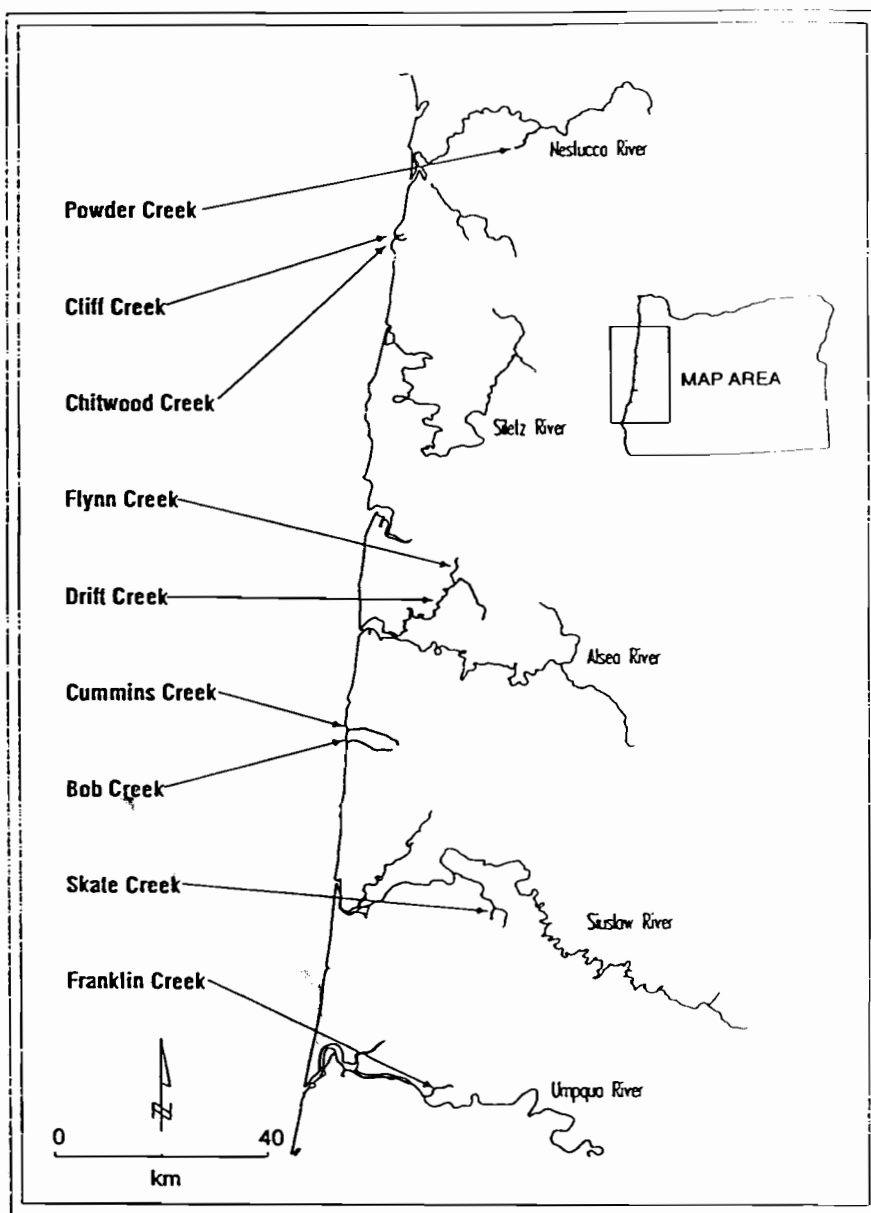 Nestucca River
Powder Creek
Cliff Creek
Chitwood Creek
MAP AREA
Siletz River
Flynn Creek
Drift Creek
Alsea River
Cummins Creek
Bob Creek
Skate Creek
Siuslaw River
Franklin Creek
Umpqua River
N
0 40
km